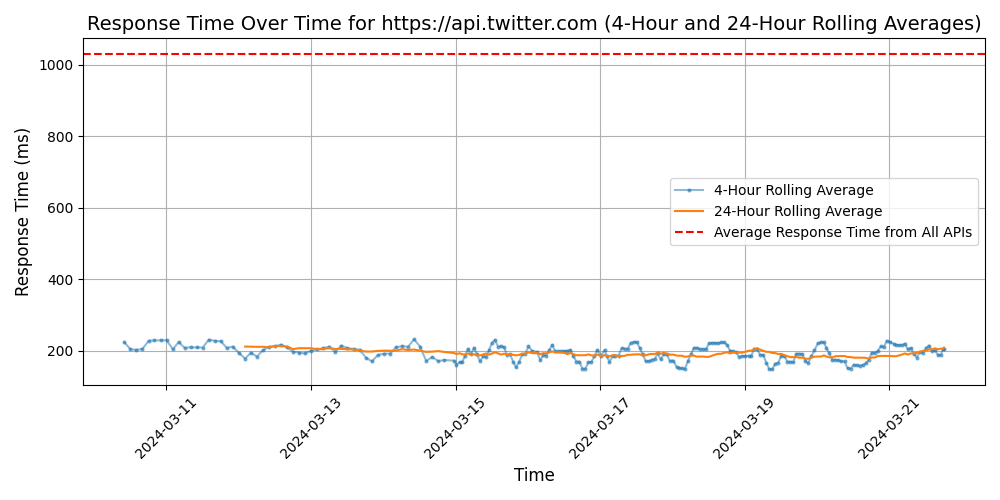 Response Time Over Time for https://api.twitter.com (4-Hour and 24-Hour Rolling Averages)
Response Time (ms)
1000
800
600
400
200
4-Hour Rolling Average
24-Hour Rolling Average
Average Response Time from All APIs
2024-03-11
2024-03-13
2024-03-15
2024-03-17
2024-03-19
2024-03-21
Time